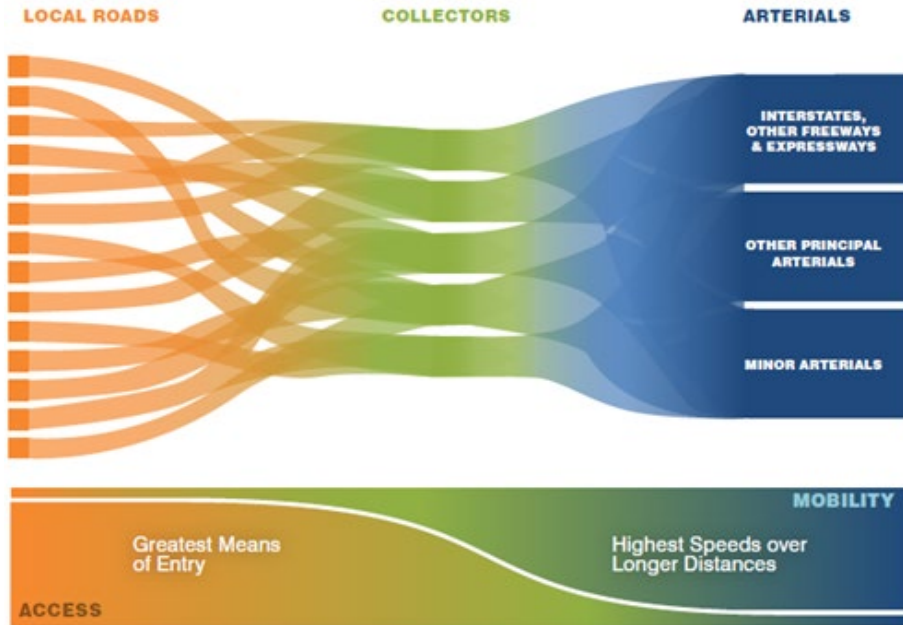 LOCAL ROADS
COLLECTORS
ARTERIALS
INTERSTATES,
OTHER FREEWAYS
& EXPRESSWAYS
OTHER PRINCIPAL
ARTERIALS
MINOR ARTERIALS
MOBILITY
Greatest Means
of Entry
Highest Speeds over
Longer Distances
ACCESS